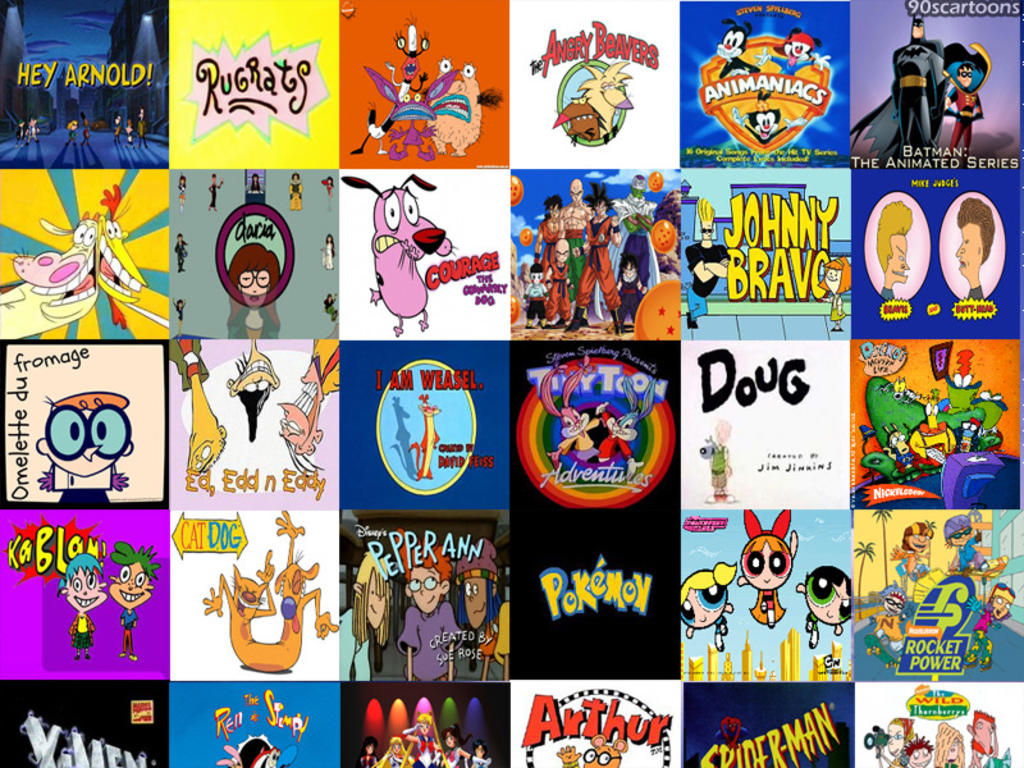 90scartoons
HEY ARNOLD!
RUGRATS
THE ANGRY BEAVERS
STEVEN SPIELBERG
PRESENTS
ANIMANIACS
16 Original Songs From the Hit TV Series
Complete Lyrics Included!
BATMAN:
THE ANIMATED SERIES
daria
COURAGE
THE
COWARDLY
DOG
JOHNNY
BRAVO
MIKE JUDGE'S
BEAVIS
AND
BUTT-HEAD
Omelette du fromage
Ed, Edd n Eddy
I AM WEASEL.
CREATED BY
DAVID FEISS
Steven Spielberg Presents
TINY TOON
Adventures
DOUG
CREATED BY
JIM JINKINS
ROCKO'S
MODERN
LIFE
NICKELODEON
KABLAM!
CATDOG
Disney's
PEPPER ANN
CREATED BY
SUE ROSE
POKéMON
POWERPUFF
GIRLS
CN
NICKELODEON
ROCKET
POWER
X-MEN
The
Ren & Stimpy
Arthur
SPIDER-MAN
The
WILD
Thornberrys